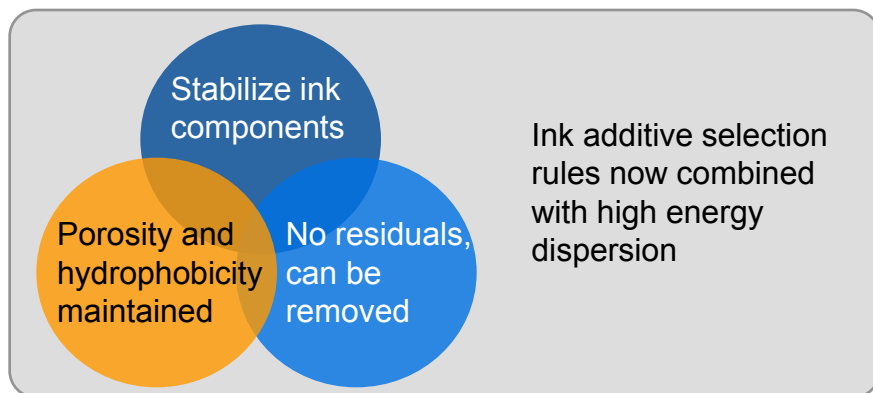 Stabilize ink
components
Porosity and
hydrophobicity
maintained
No residuals,
can be
removed
Ink additive selection
rules now combined
with high energy
dispersion